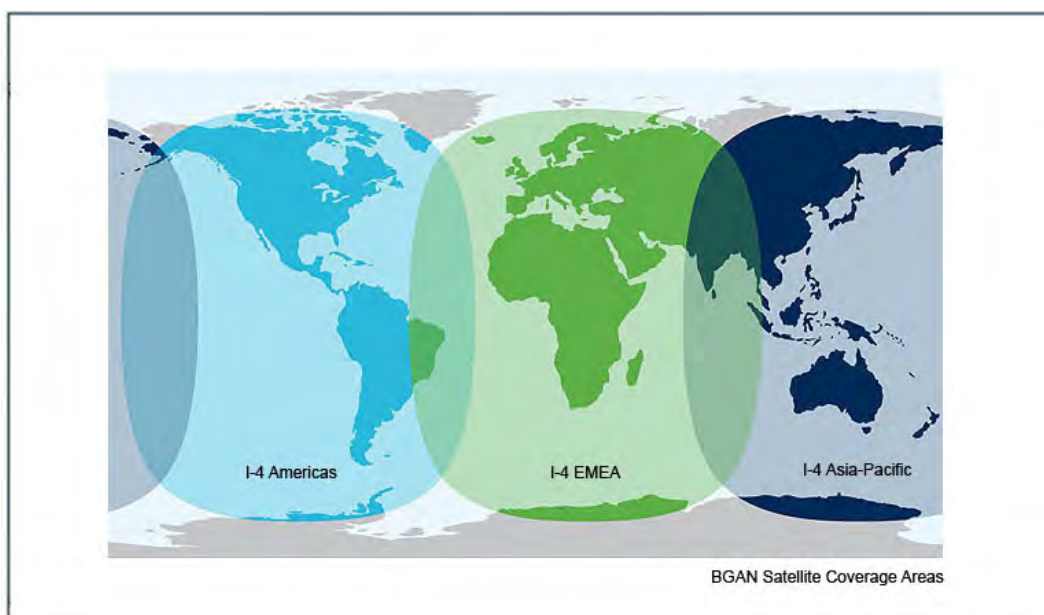 I-4 Americas
I-4 EMEA
I-4 Asia-Pacific
BGAN Satellite Coverage Areas